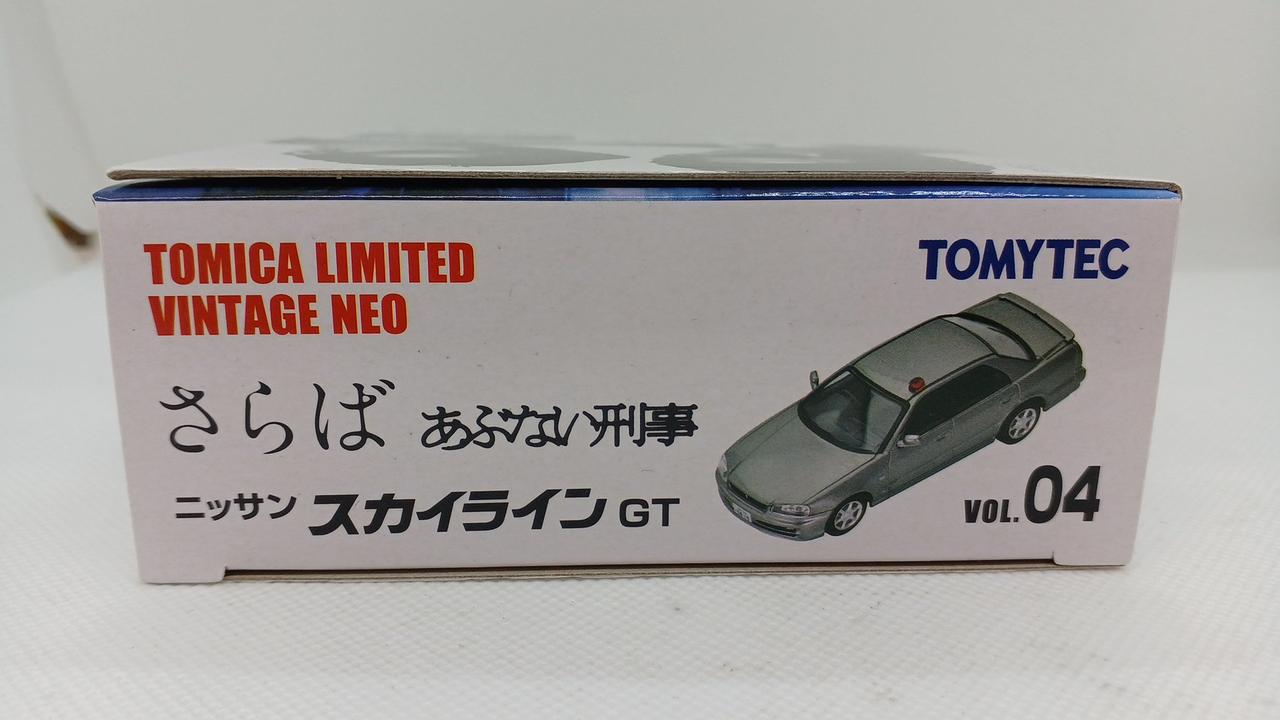 TOMICA LIMITED
VINTAGE NEO
TOMYTEC
さらば あぶない刑事
ニッサン スカイライン GT
VOL.04